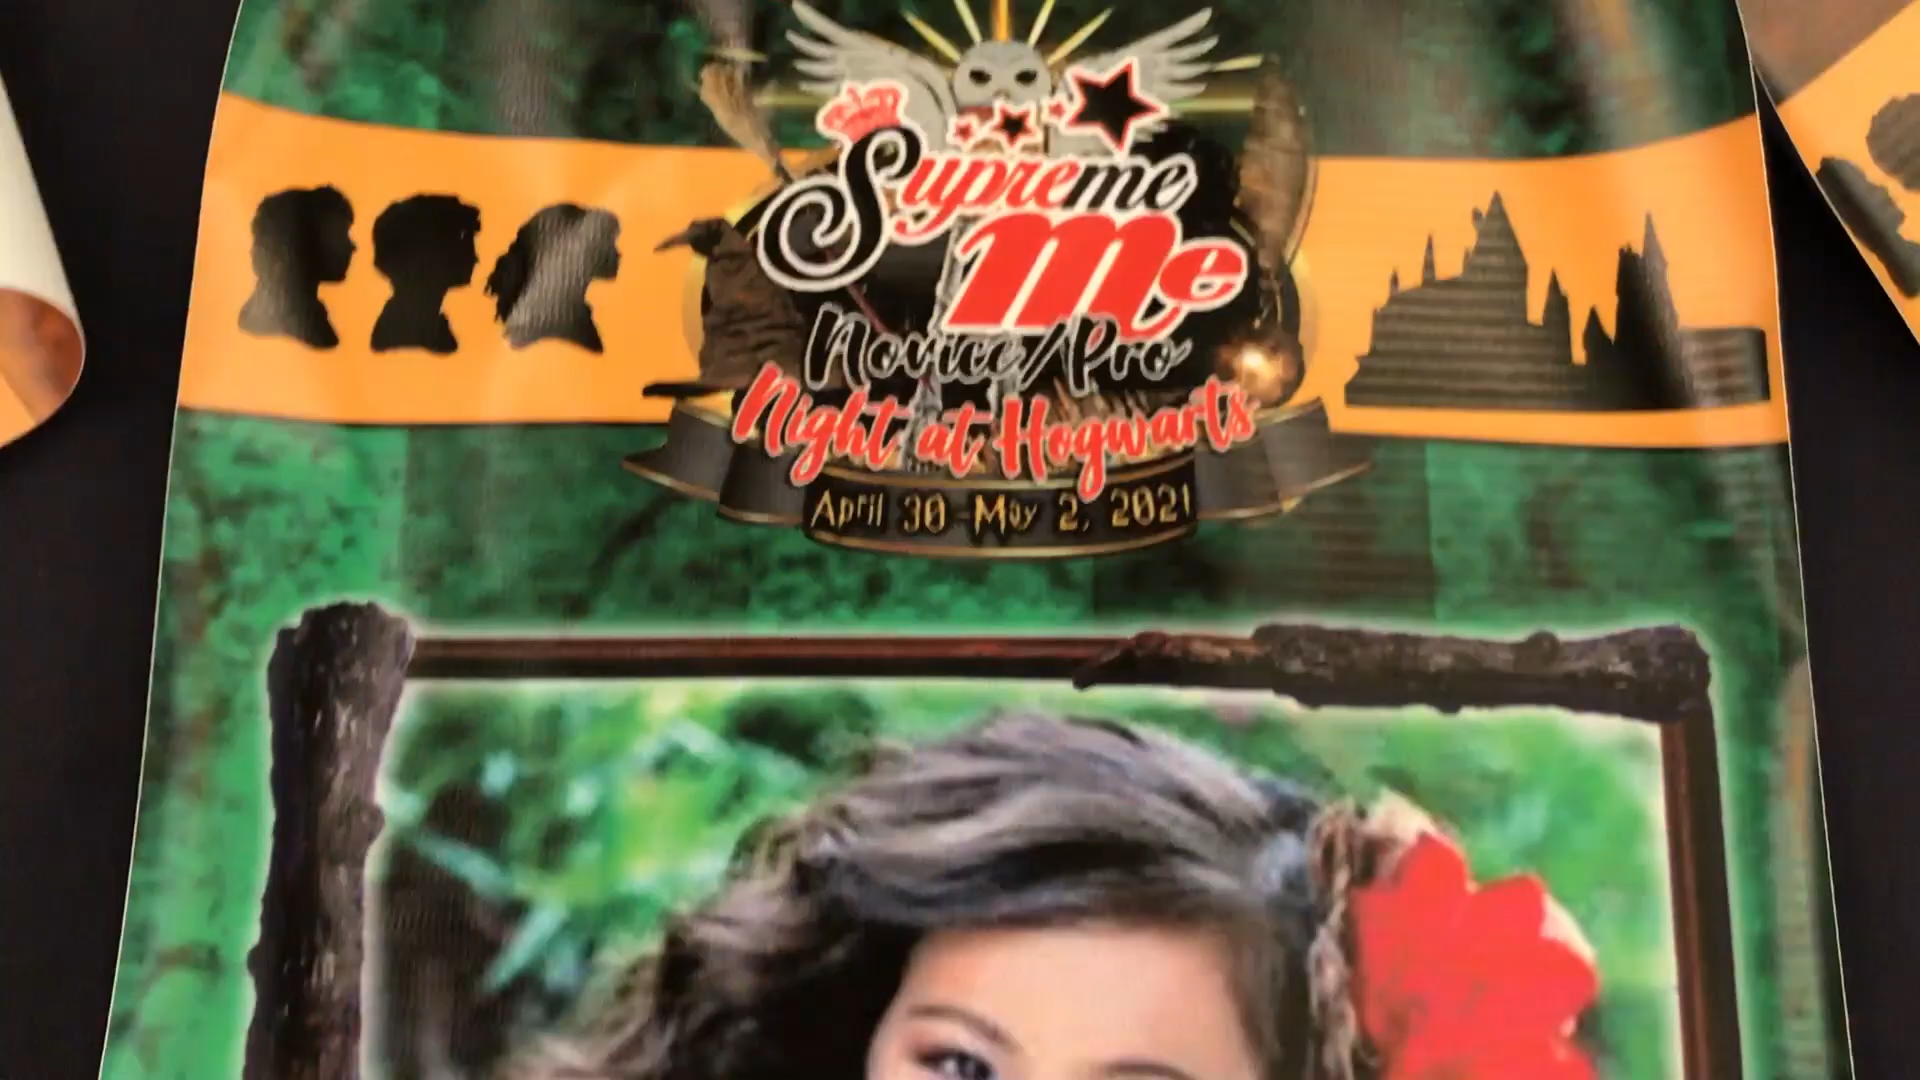 Supreme
Me
Novice/Pro
Night at Hogwarts
April 30-May 2, 2021